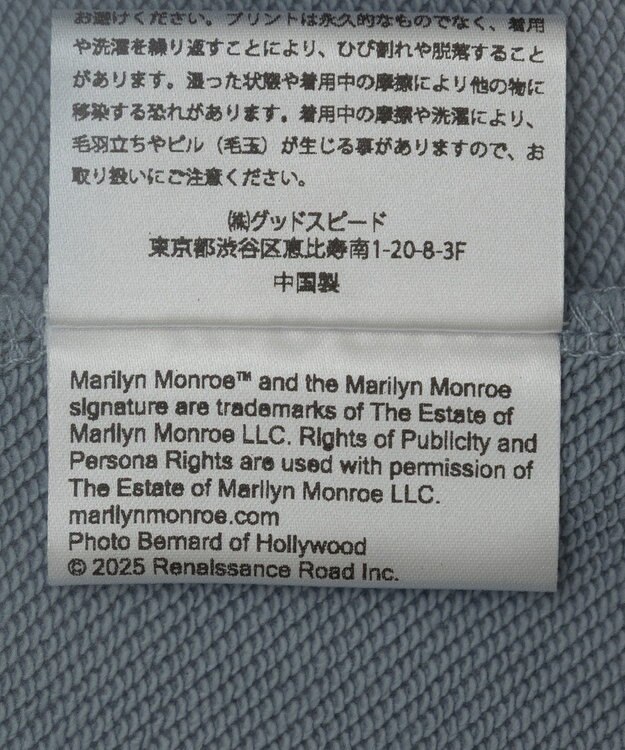 お避けください。プリントは永久的なものでなく、着用
や洗濯を繰り返すことにより、ひび割れや脱落すること
があります。湿った状態や着用中の摩擦により他の物に
移染する恐れがあります。着用中の摩擦や洗濯により、
毛羽立ちやピル（毛玉）が生じる事がありますので、お
取り扱いにご注意ください。
㈱グッドスピード
東京都渋谷区恵比寿南1-20-8-3F
中国製
Marilyn Monroe™ and the Marilyn Monroe
signature are trademarks of The Estate of
Marilyn Monroe LLC. Rights of Publicity and
Persona Rights are used with permission of
The Estate of Marilyn Monroe LLC.
marilynmonroe.com
Photo Bernard of Hollywood
© 2025 Renaissance Road Inc.